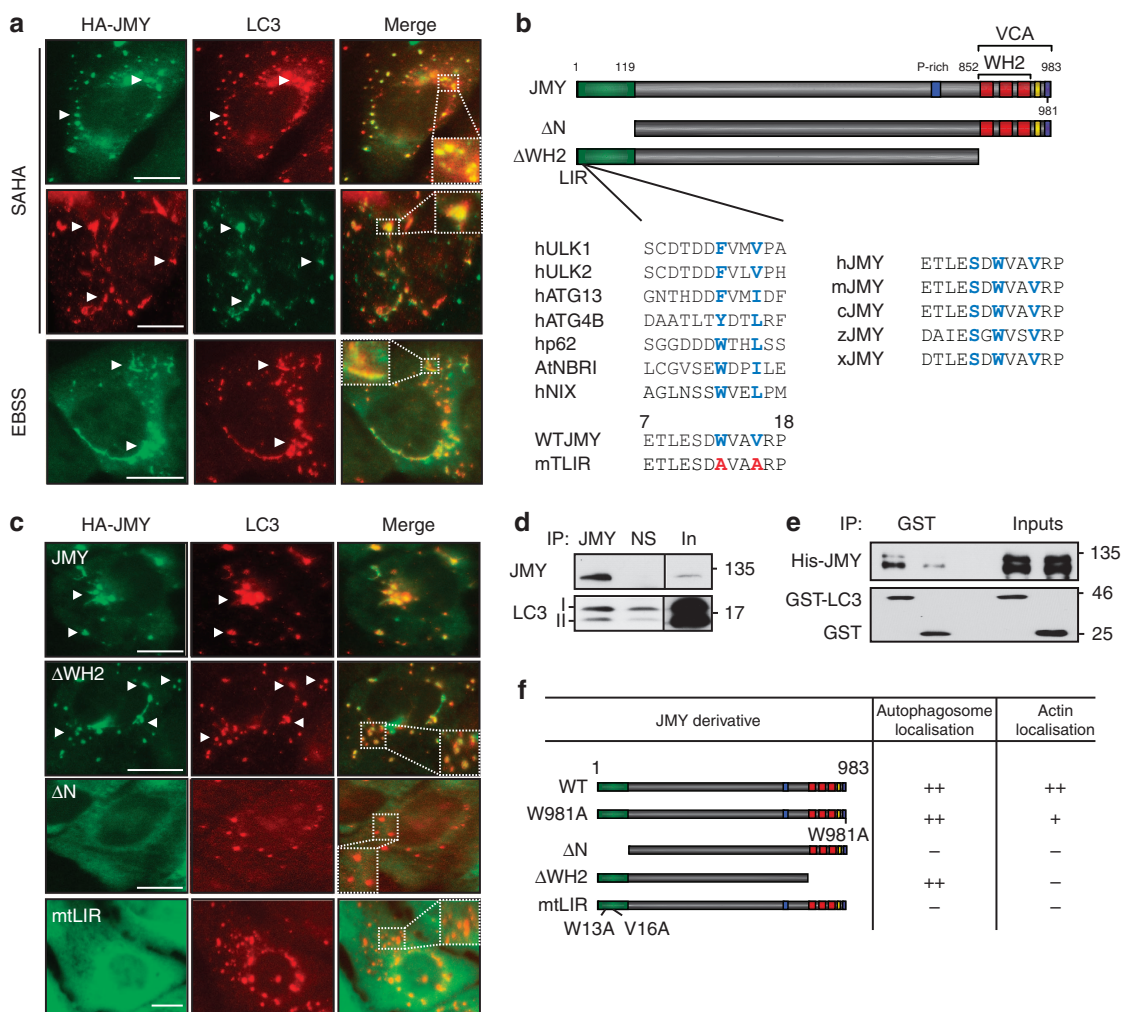 a
HA-JMY LC3 Merge
SAHA
EBSS
b
VCA
WH2
1 119 P-rich 852 983
JMY
981
ΔN
ΔWH2
LIR
hULK1 SCDTDDFVMVPA
hULK2 SCDTDDFVLVPH
hATG13 GNTHDDFVMIDF
hATG4B DAATLTYDTLRF
hp62 SGGDDDWTHLSS
AtNBRI LCGVSEWDPILE
hNIX AGLNSSWVELPM
7 18
WTJMY ETLESDWVAVRP
mTLIR ETLESDAVAARP
hJMY ETLESDWVAVRP
mJMY ETLESDWVAVRP
cJMY ETLESDWVAVRP
zJMY DAIESGWVSVRP
xJMY DTLESDWVAVRP
c
HA-JMY LC3 Merge
JMY
ΔWH2
ΔN
mtLIR
d
IP: JMY NS In
JMY 135
LC3 I II 17
e
IP: GST Inputs
His-JMY 135
GST-LC3 46
GST 25
f
JMY derivative Autophagosome localisation Actin localisation
1 983
WT ++ ++
W981A ++ +
W981A
ΔN – –
ΔWH2 ++ –
mtLIR – –
W13A V16A